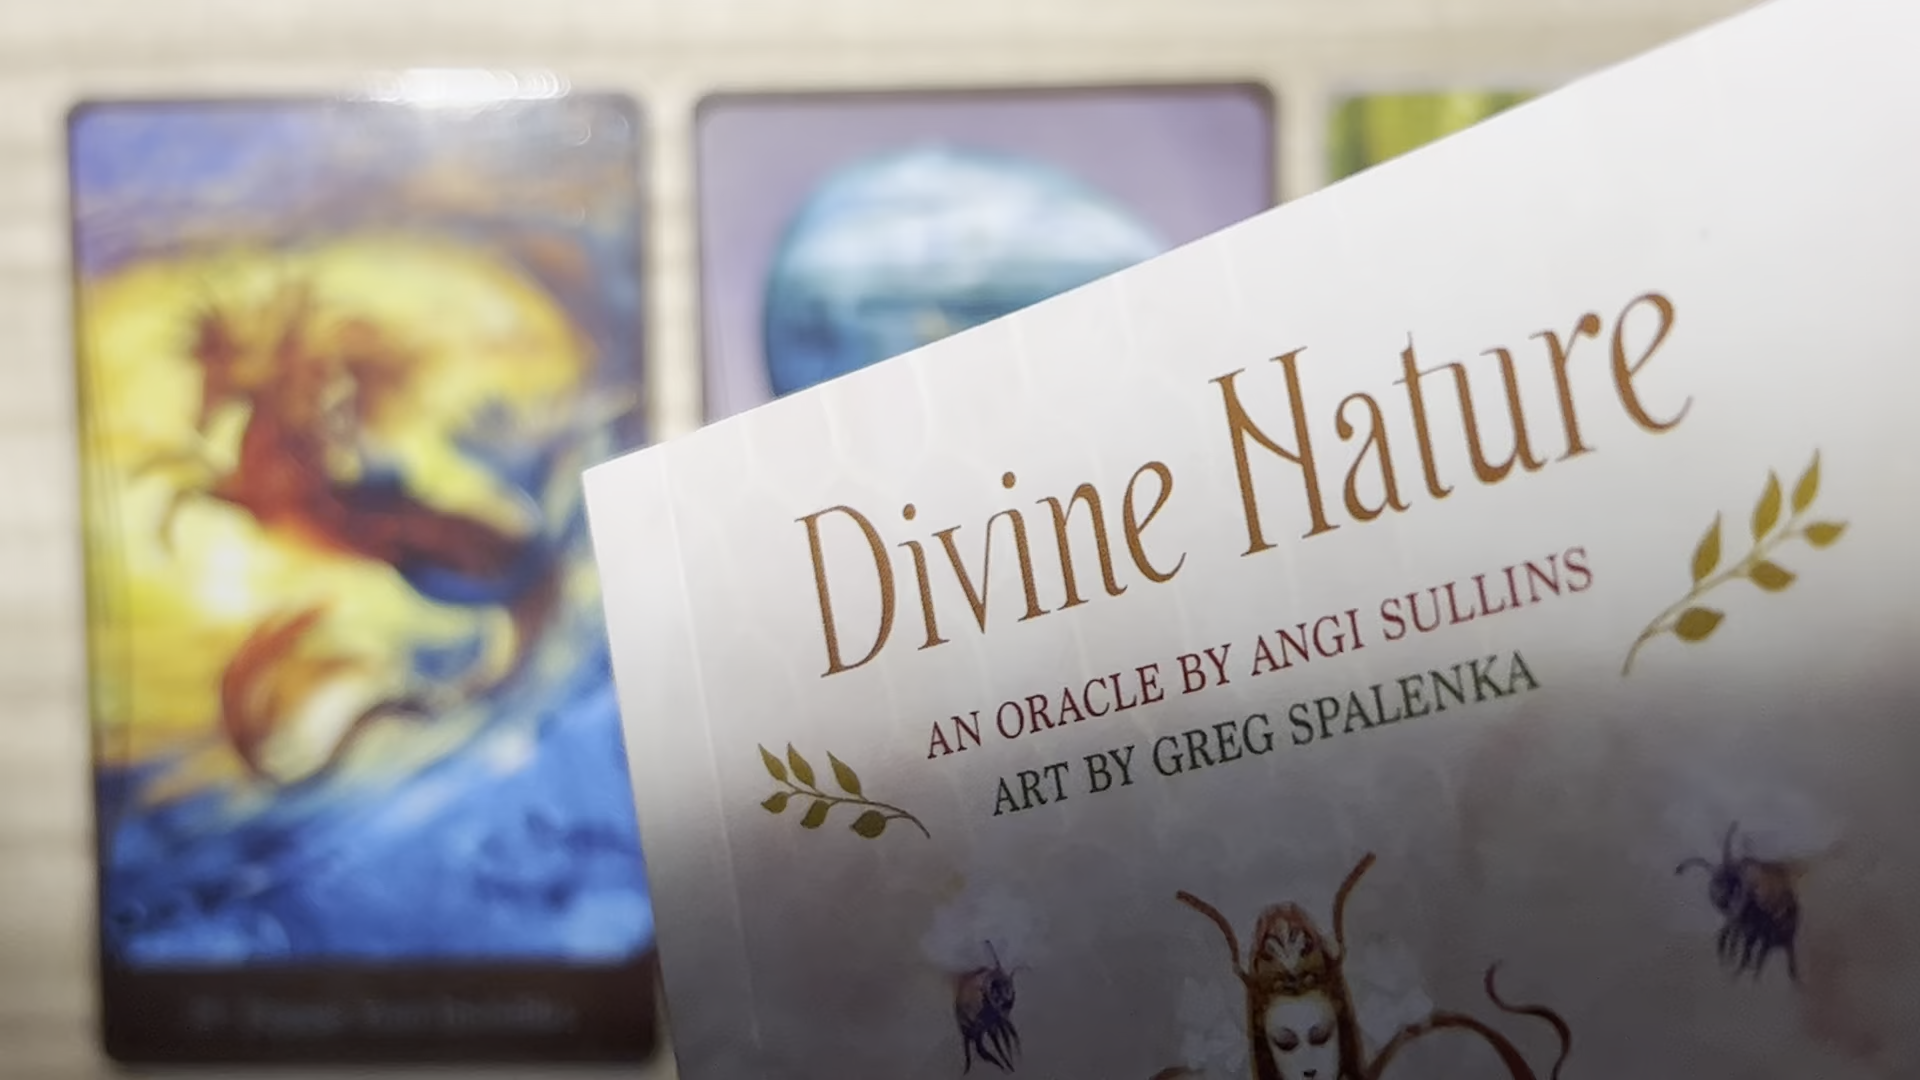 Divine Nature
AN ORACLE BY ANGI SULLINS
ART BY GREG SPALENKA